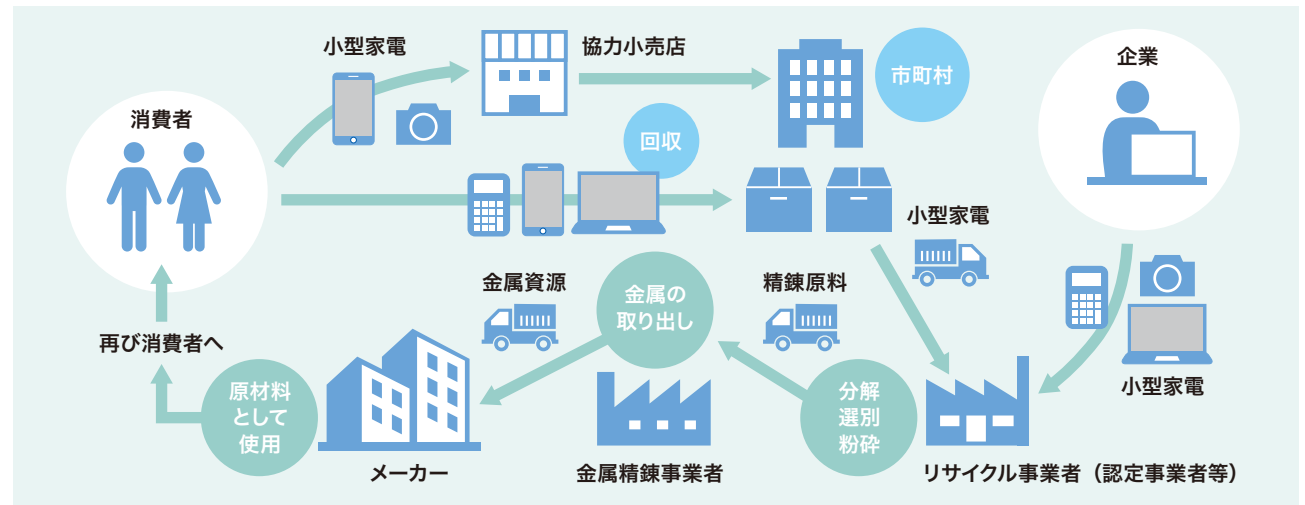 小型家電
協力小売店
市町村
企業
消費者
回収
小型家電
金属資源
金属の
取り出し
精錬原料
再び消費者へ
原材料
として
使用
分解
選別
粉砕
小型家電
メーカー
金属精錬事業者
リサイクル事業者（認定事業者等）